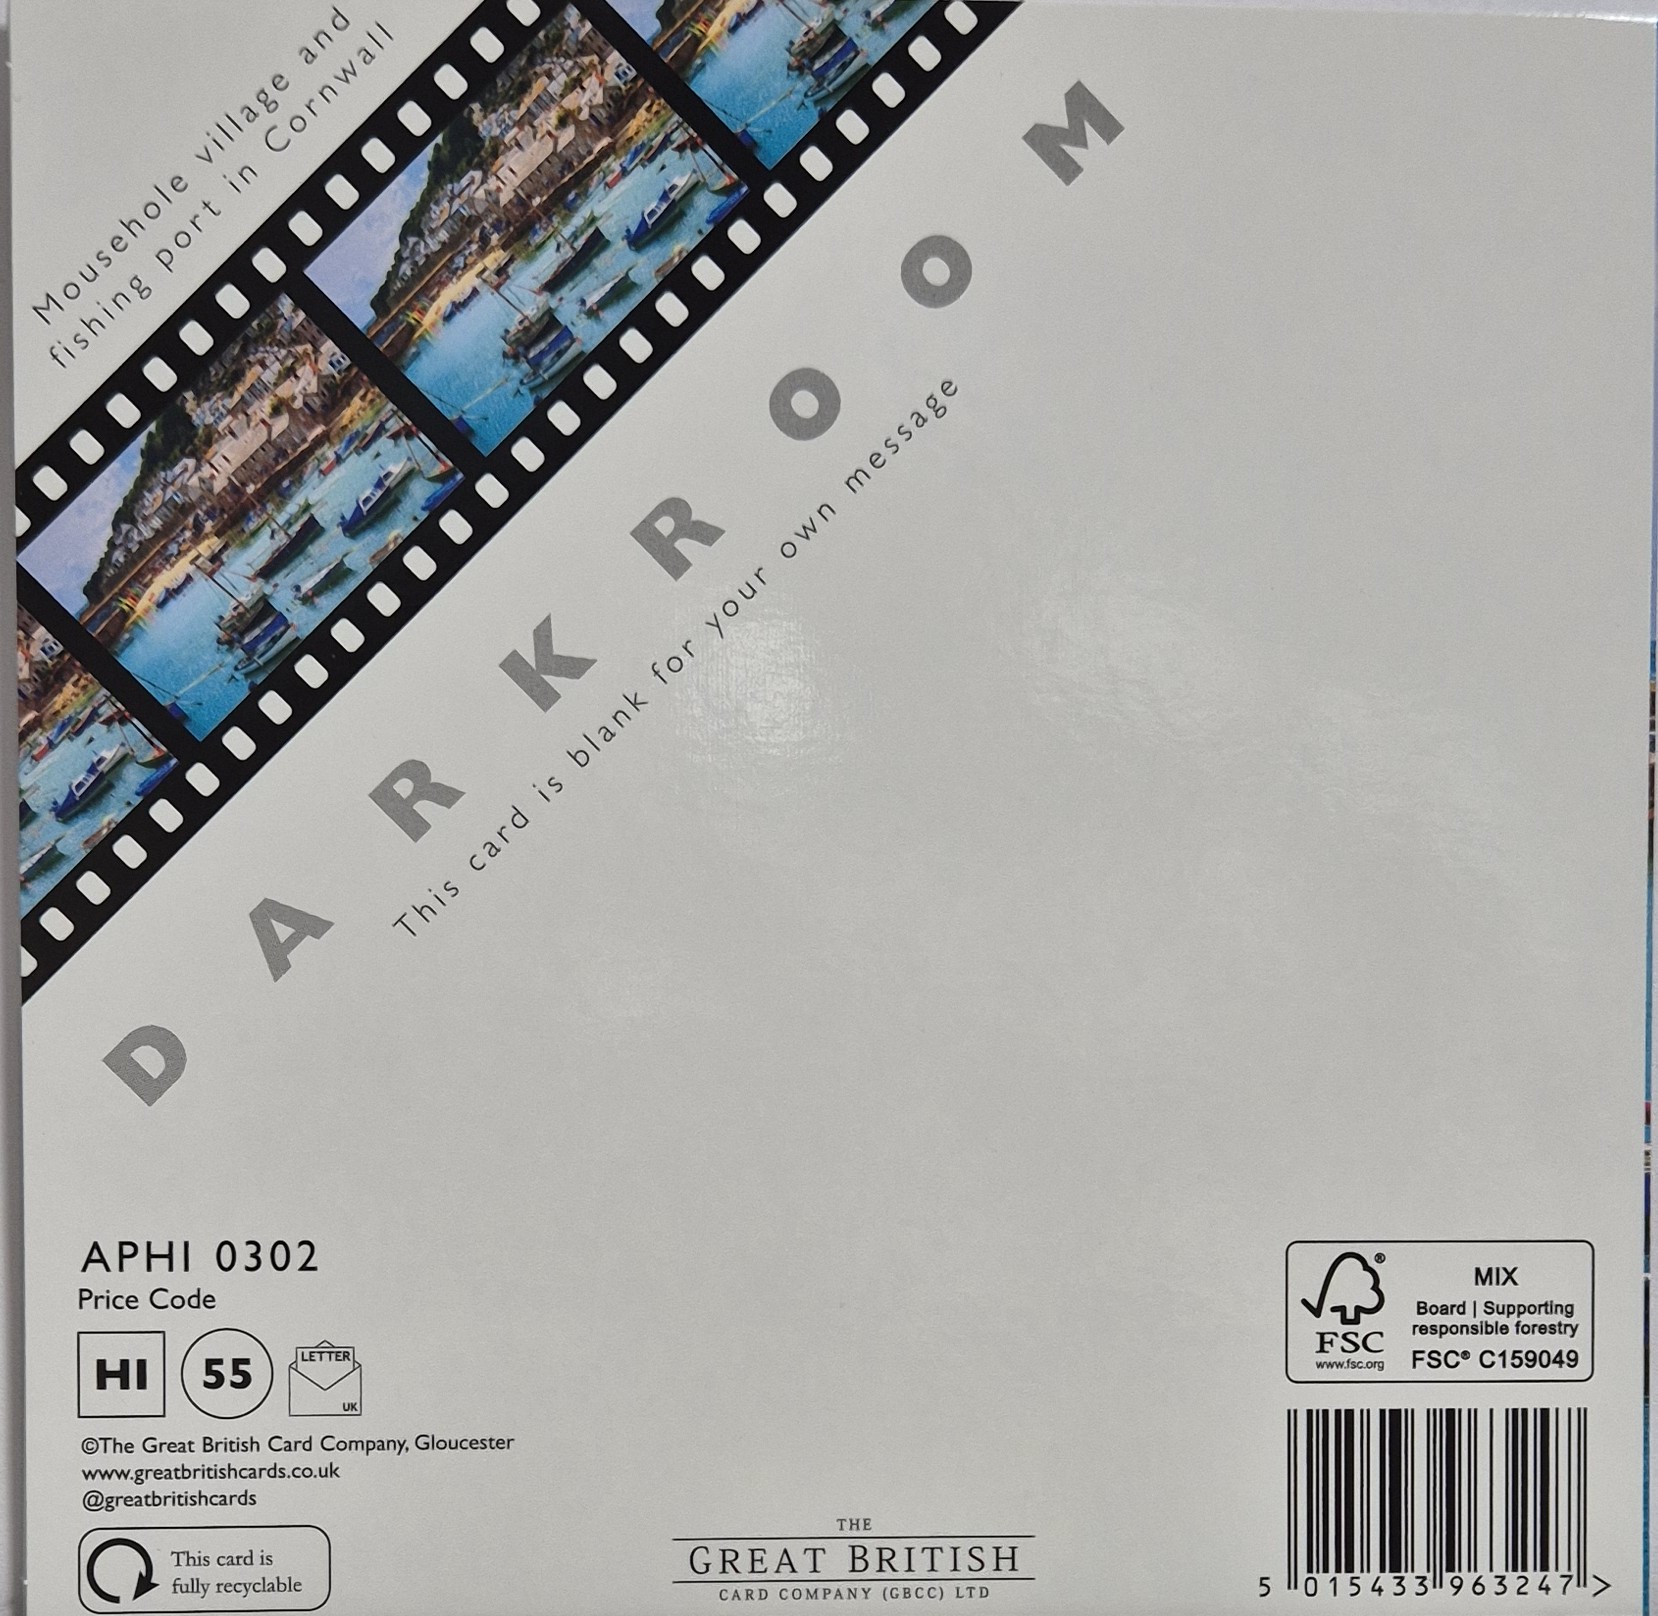 Mousehole village and
fishing port in Cornwall
DARKROOM
This card is blank for your own message
APHI 0302
Price Code
HI
55
LETTER
UK
©The Great British Card Company, Gloucester
www.greatbritishcards.co.uk
@greatbritishcards
This card is
fully recyclable
THE
GREAT BRITISH
CARD COMPANY (GBCC) LTD
®
FSC
www.fsc.org
MIX
Board | Supporting
responsible forestry
FSC® C159049
5 015433 963247 >